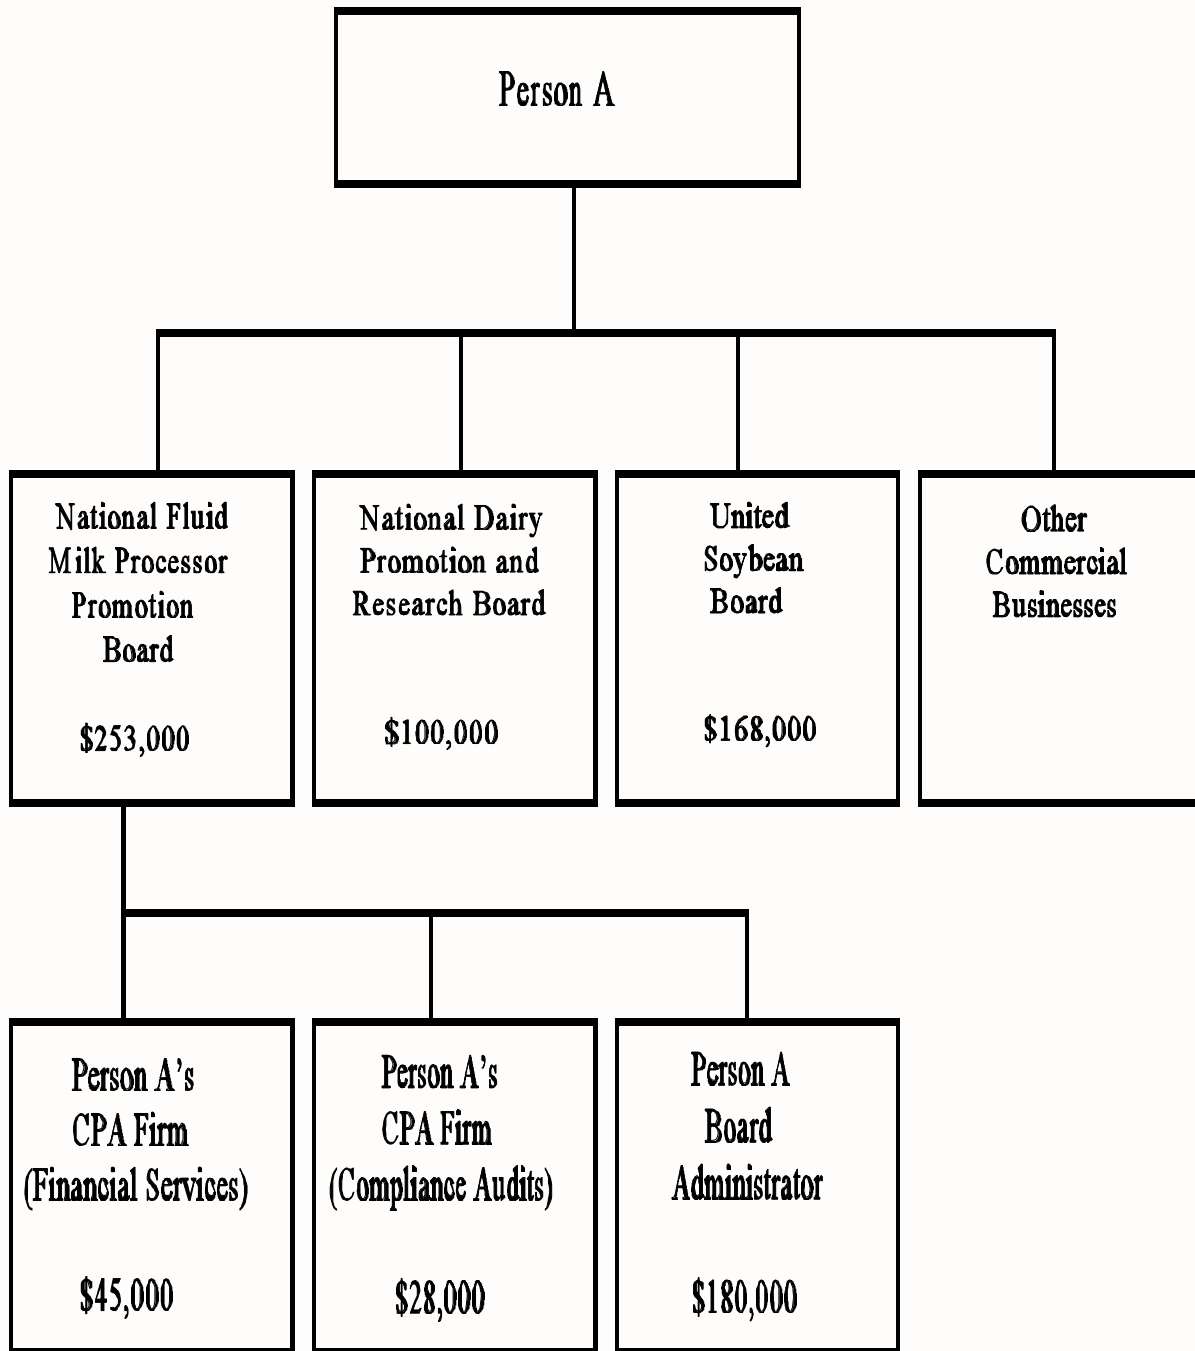 Person A
National Fluid
Milk Processor
Promotion
Board
$253,000
National Dairy
Promotion and
Research Board
$100,000
United
Soybean
Board
$168,000
Other
Commercial
Businesses
Person A's
CPA Firm
(Financial Services)
$45,000
Person A's
CPA Firm
(Compliance Audits)
$28,000
Person A
Board
Administrator
$180,000